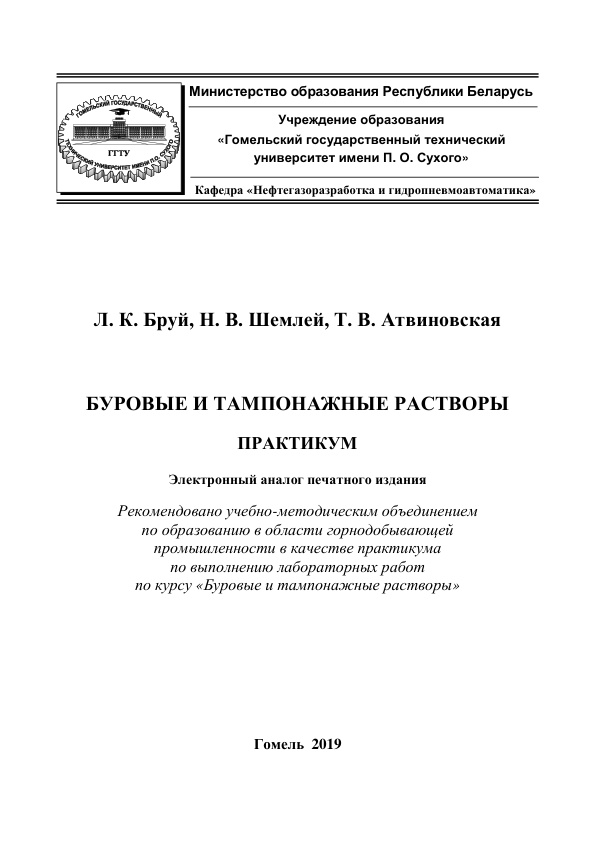 Министерство образования Республики Беларусь
Учреждение образования
«Гомельский государственный технический
университет имени П. О. Сухого»
Кафедра «Нефтегазоразработка и гидропневмоавтоматика»
ГОМЕЛЬСКИЙ ГОСУДАРСТВЕННЫЙ
ТЕХНИЧЕСКИЙ УНИВЕРСИТЕТ ИМЕНИ П.О. СУХОГО
ГГТУ
Л. К. Бруй, Н. В. Шемлей, Т. В. Атвиновская
БУРОВЫЕ И ТАМПОНАЖНЫЕ РАСТВОРЫ
ПРАКТИКУМ
Электронный аналог печатного издания
Рекомендовано учебно-методическим объединением
по образованию в области горнодобывающей
промышленности в качестве практикума
по выполнению лабораторных работ
по курсу «Буровые и тампонажные растворы»
Гомель 2019